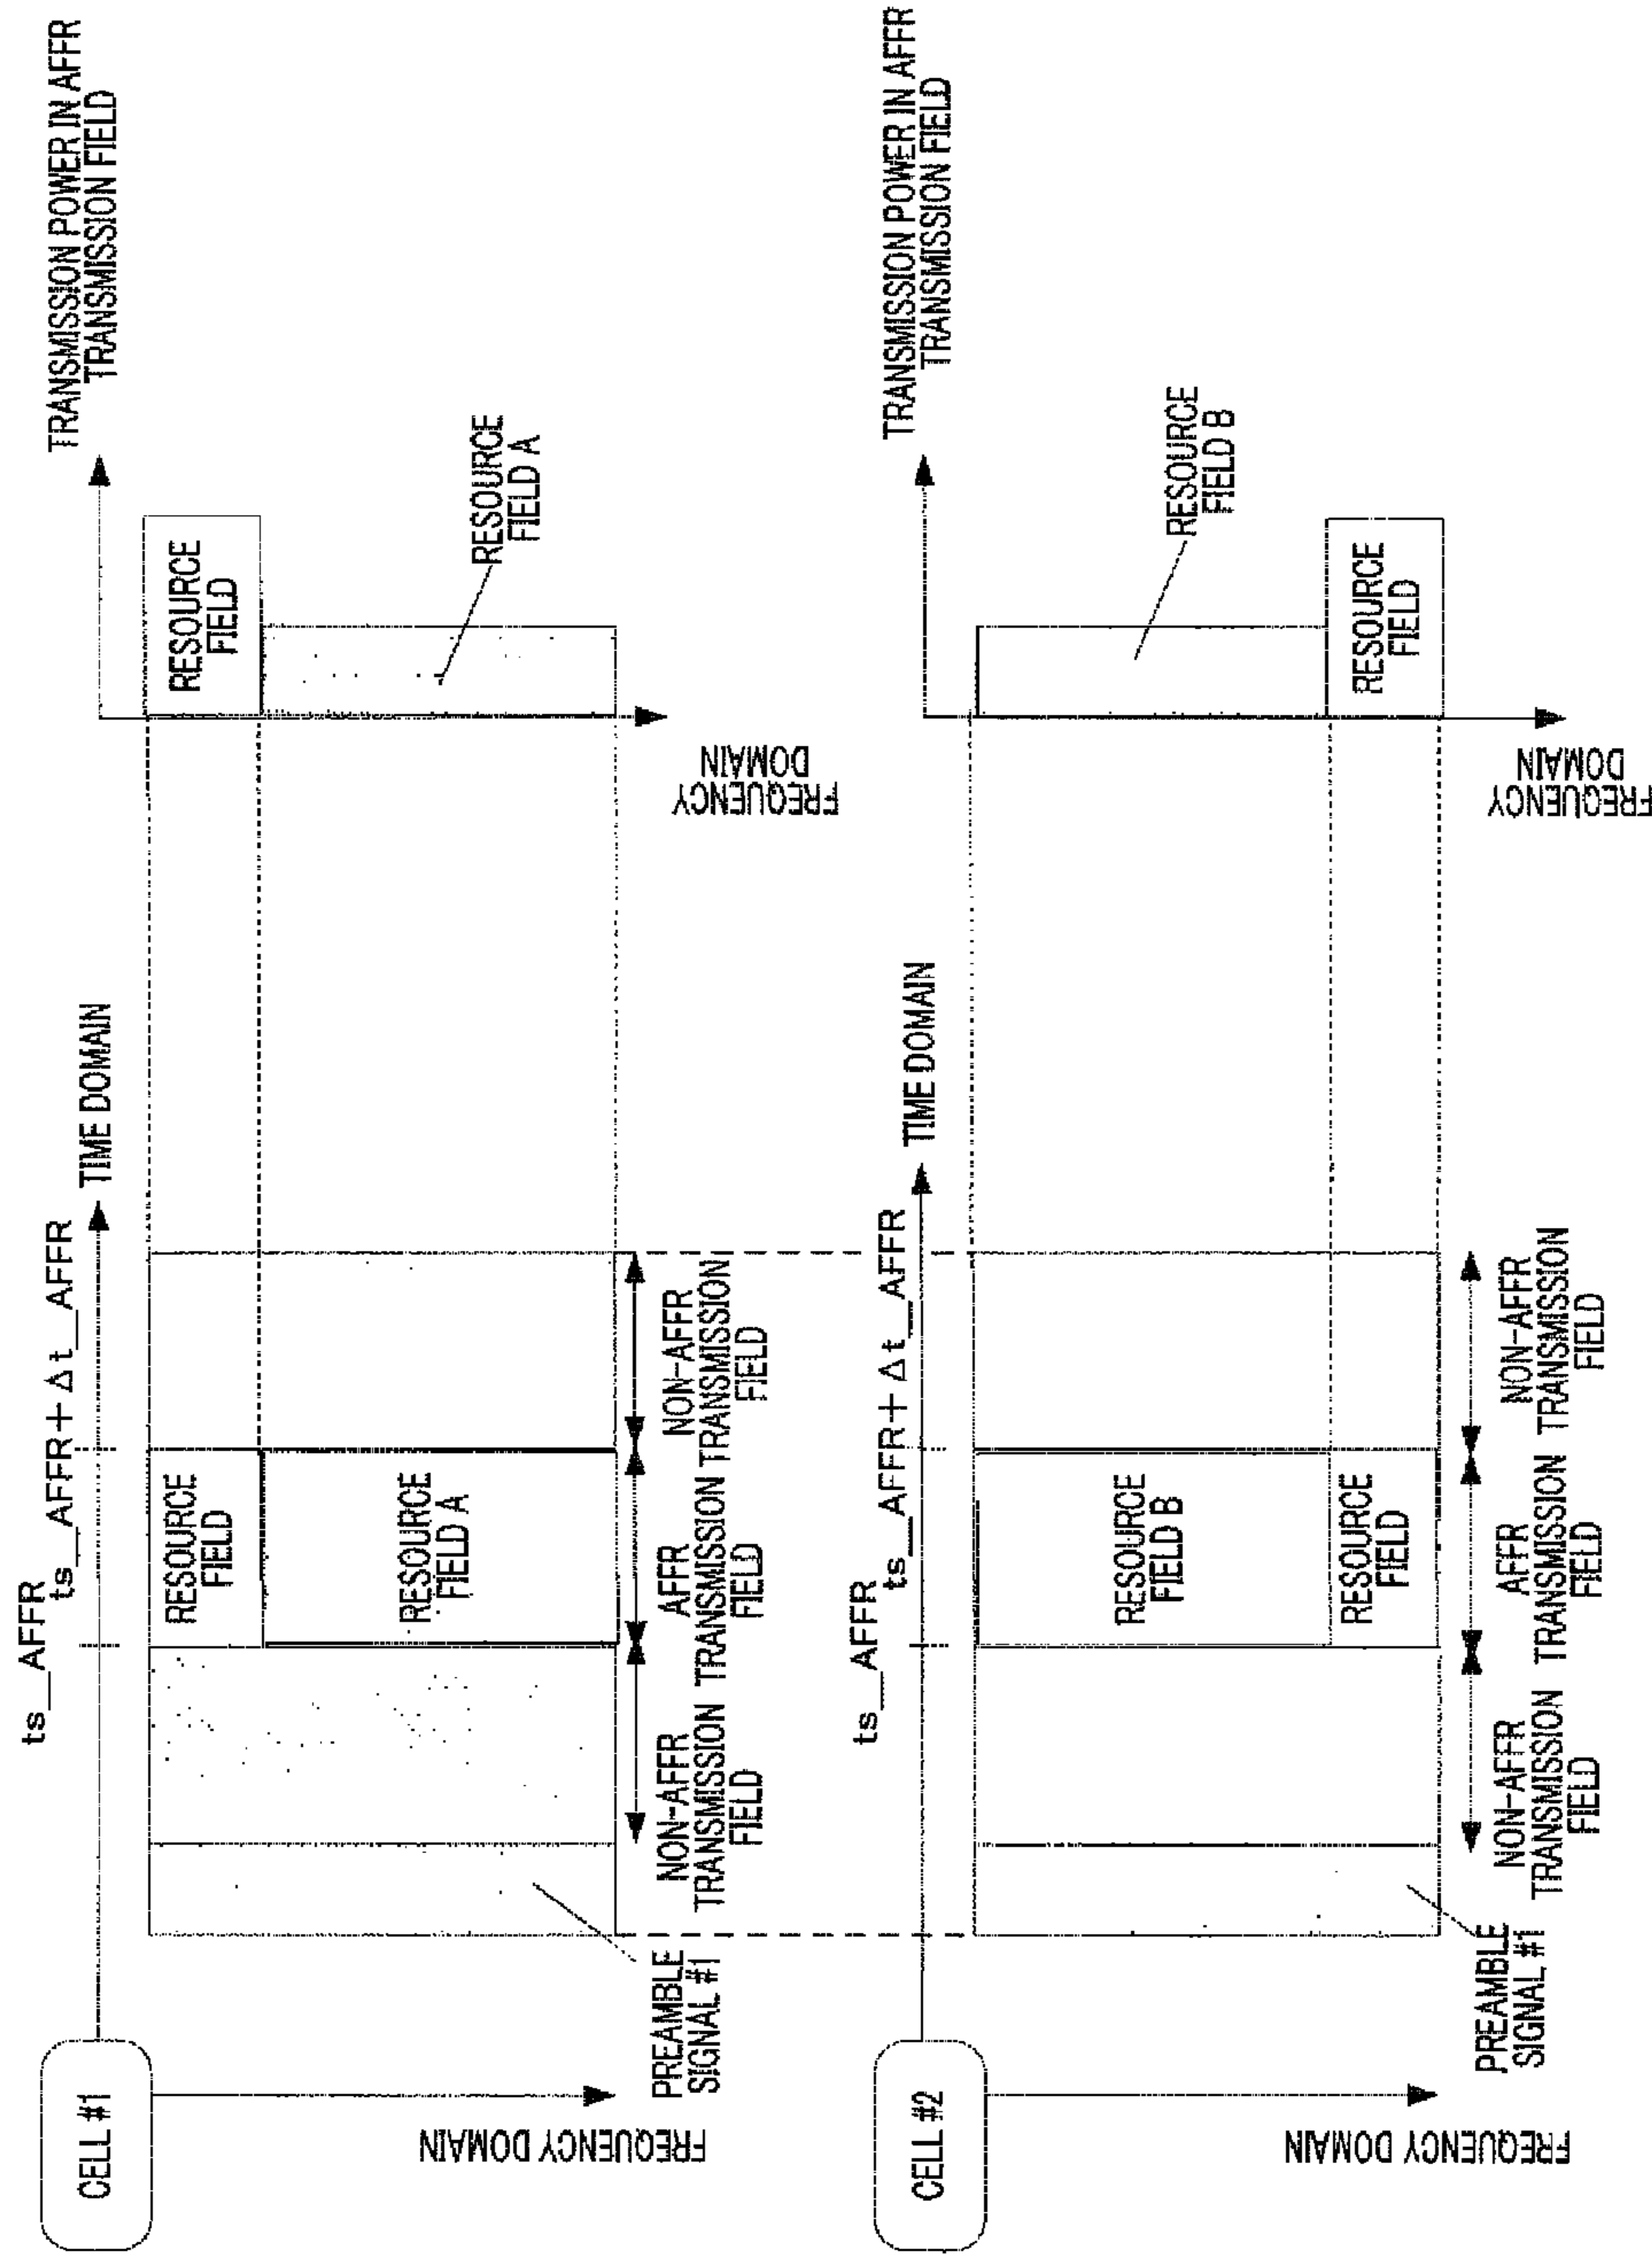 CELL #1
ts_AFFR
ts_AFFR+Δt_AFFR
TIME DOMAIN
TRANSMISSION POWER IN AFFR
TRANSMISSION FIELD
RESOURCE
FIELD
RESOURCE
FIELD A
RESOURCE
FIELD
RESOURCE
FIELD A
FREQUENCY DOMAIN
PREAMBLE
SIGNAL #1
NON-AFFR
TRANSMISSION
FIELD
AFFR
TRANSMISSION
FIELD
NON-AFFR
TRANSMISSION
FIELD
FREQUENCY
DOMAIN
CELL #2
ts_AFFR
ts_AFFR+Δt_AFFR
TIME DOMAIN
TRANSMISSION POWER IN AFFR
TRANSMISSION FIELD
RESOURCE
FIELD B
RESOURCE
FIELD
RESOURCE
FIELD B
RESOURCE
FIELD
FREQUENCY DOMAIN
PREAMBLE
SIGNAL #1
NON-AFFR
TRANSMISSION
FIELD
AFFR
TRANSMISSION
FIELD
NON-AFFR
TRANSMISSION
FIELD
FREQUENCY
DOMAIN